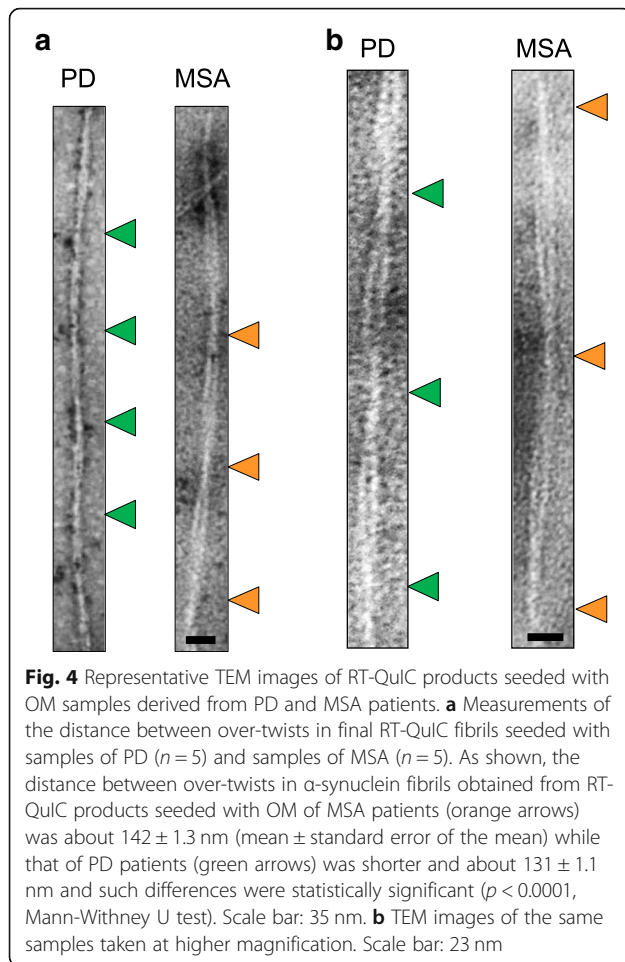 a
b
PD
MSA
PD
MSA
Fig. 4 Representative TEM images of RT-QuIC products seeded with
OM samples derived from PD and MSA patients. a Measurements of
the distance between over-twists in final RT-QuIC fibrils seeded with
samples of PD (n = 5) and samples of MSA (n = 5). As shown, the
distance between over-twists in α-synuclein fibrils obtained from RT-
QuIC products seeded with OM of MSA patients (orange arrows)
was about 142 ± 1.3 nm (mean ± standard error of the mean) while
that of PD patients (green arrows) was shorter and about 131 ± 1.1
nm and such differences were statistically significant (p < 0.0001,
Mann-Withney U test). Scale bar: 35 nm. b TEM images of the same
samples taken at higher magnification. Scale bar: 23 nm